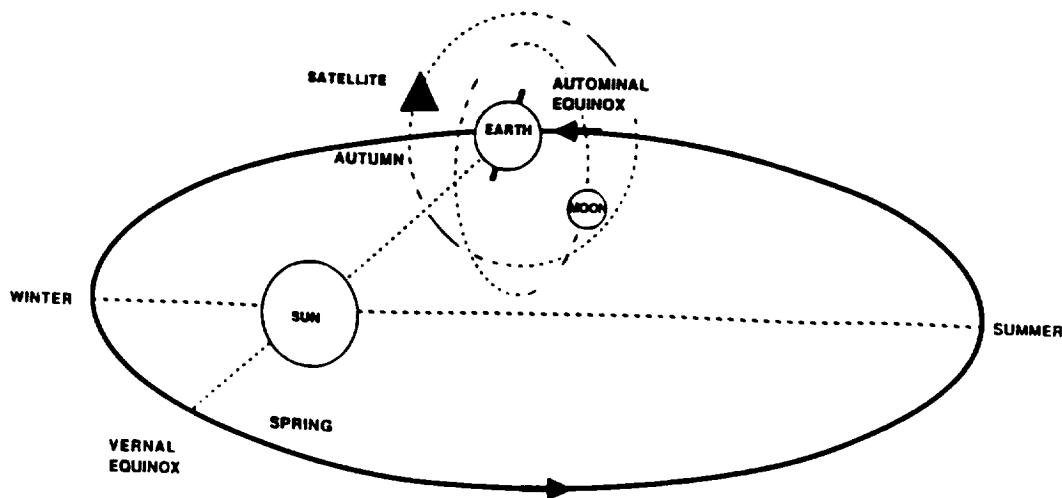 SATELLITE
AUTOMINAL
EQUINOX
EARTH
AUTUMN
MOON
WINTER
SUN
SUMMER
SPRING
VERNAL
EQUINOX